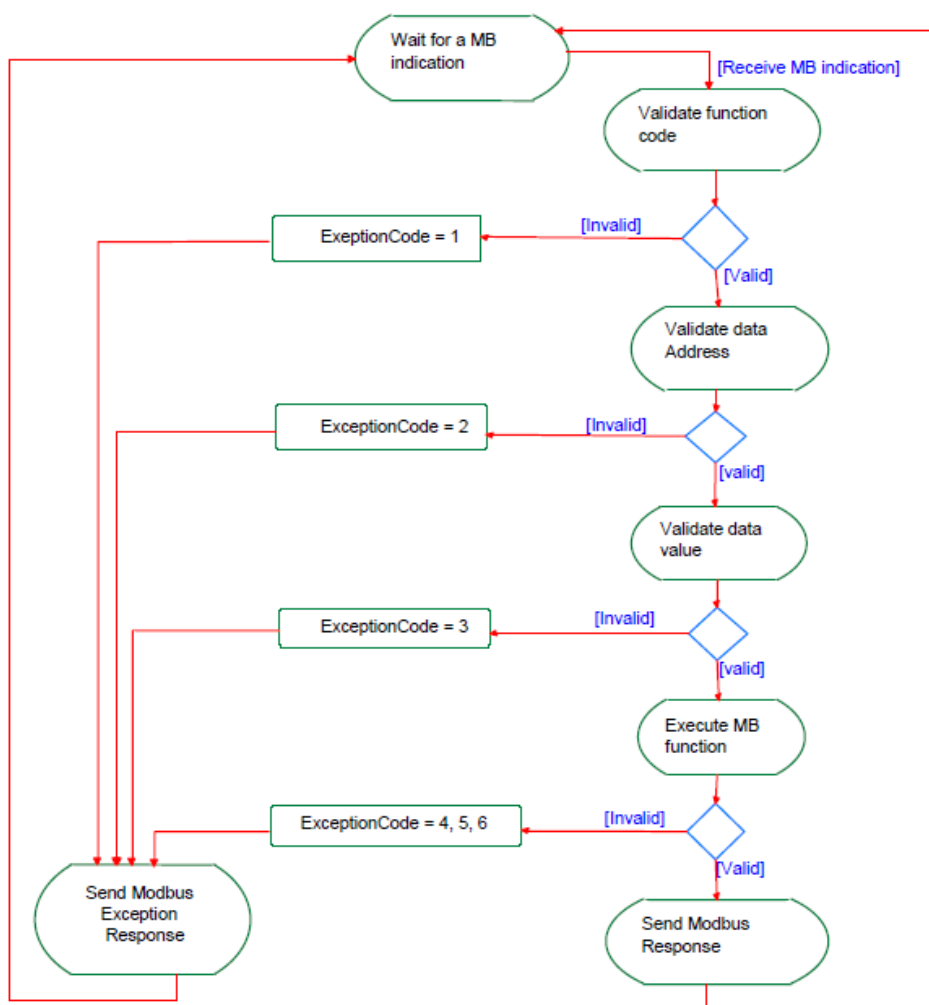 Wait for a MB
indication
[Receive MB indication]
Validate function
code
[Invalid]
ExeptionCode = 1
[Valid]
Validate data
Address
[Invalid]
ExceptionCode = 2
[valid]
Validate data
value
[Invalid]
ExceptionCode = 3
[valid]
Execute MB
function
[Invalid]
ExceptionCode = 4, 5, 6
[Valid]
Send Modbus
Exception
Response
Send Modbus
Response